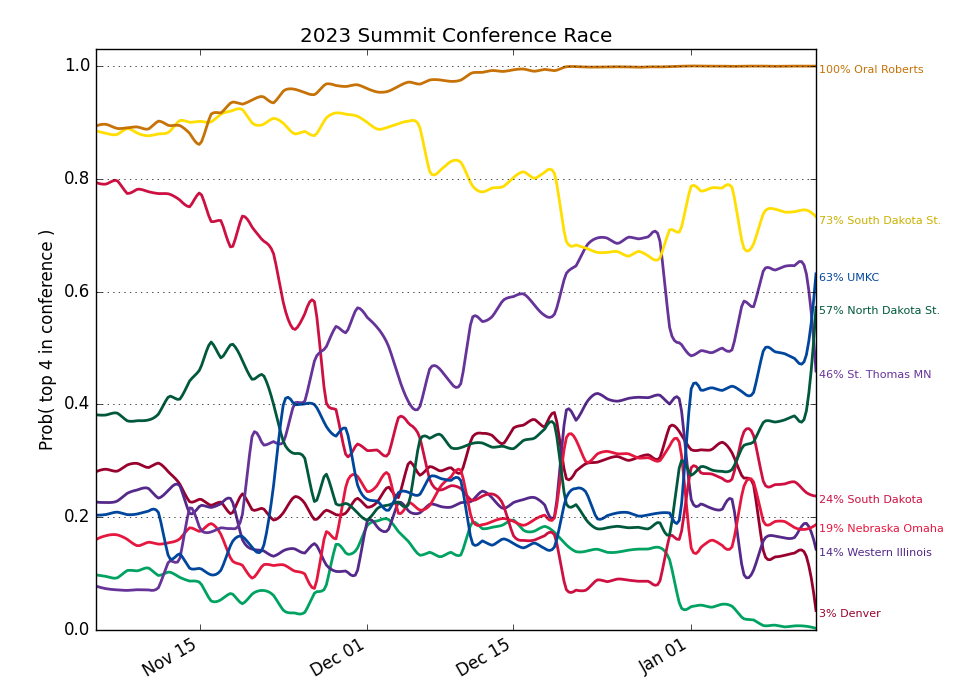 2023 Summit Conference Race
Prob( top 4 in conference )
1.0
0.8
0.6
0.4
0.2
0.0
Nov 15
Dec 01
Dec 15
Jan 01
100% Oral Roberts
73% South Dakota St.
63% UMKC
57% North Dakota St.
46% St. Thomas MN
24% South Dakota
19% Nebraska Omaha
14% Western Illinois
3% Denver